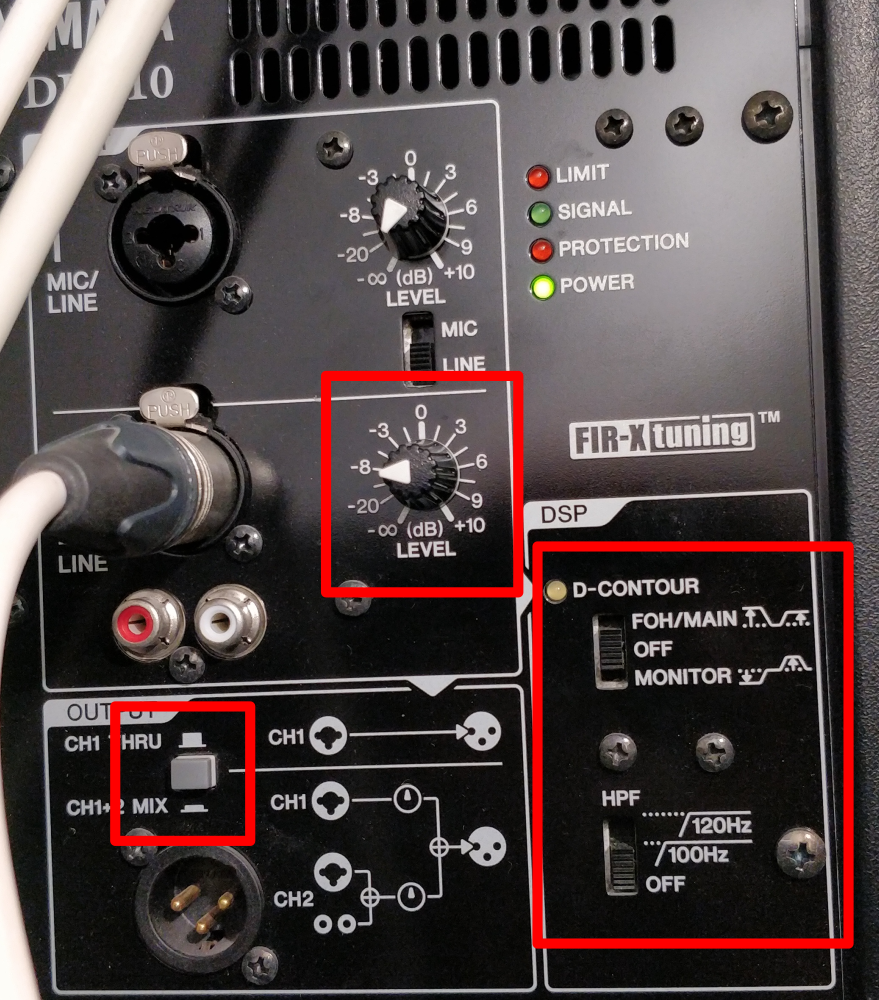 PUSH
MIC/
LINE
0
-3
3
-8
6
-20
9
-∞
(dB)
+10
LEVEL
MIC
LINE
LIMIT
SIGNAL
PROTECTION
POWER
FIR-X tuning™
PUSH
LINE
0
-3
3
-8
6
-20
9
-∞
(dB)
+10
LEVEL
DSP
D-CONTOUR
FOH/MAIN
OFF
MONITOR
HPF
120Hz
100Hz
OFF
CH1 THRU
CH1+2 MIX
CH1
CH1
CH2